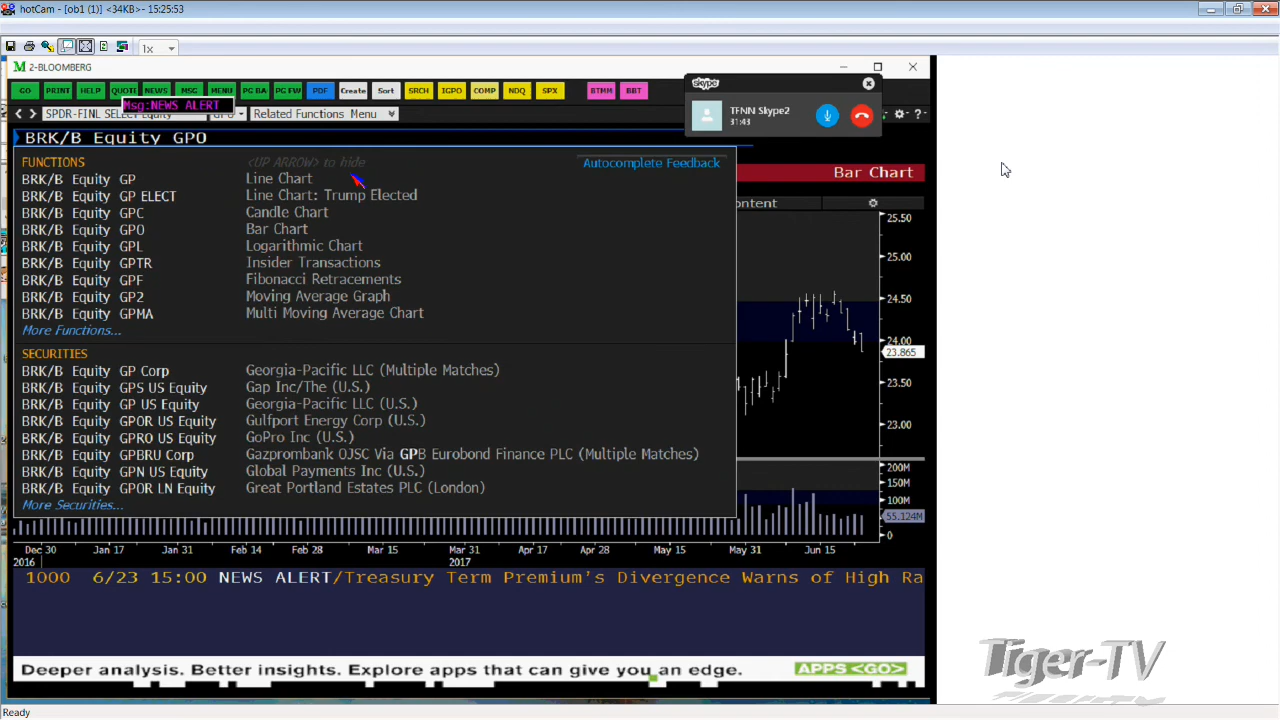 hotCam - [ob1 (1)] <34KB> - 15:25:53
1x
2-BLOOMBERG
GO PRINT HELP QUOTE NEWS MSG MENU PG BA PG FW PDF Create Sort SRCH IGPO COMP NDQ SPX BTMM BBT
Msg:NEWS ALERT
SPDR-FINL SELECT Equity GPO Related Functions Menu
skype
TFNN Skype2
31:43
BRK/B Equity GPO
FUNCTIONS <UP ARROW> to hide Autocomplete Feedback
BRK/B Equity GP Line Chart
BRK/B Equity GP ELECT Line Chart: Trump Elected
BRK/B Equity GPC Candle Chart
BRK/B Equity GPO Bar Chart
BRK/B Equity GPL Logarithmic Chart
BRK/B Equity GPTR Insider Transactions
BRK/B Equity GPF Fibonacci Retracements
BRK/B Equity GP2 Moving Average Graph
BRK/B Equity GPMA Multi Moving Average Chart
More Functions...
SECURITIES
BRK/B Equity GP Corp Georgia-Pacific LLC (Multiple Matches)
BRK/B Equity GPS US Equity Gap Inc/The (U.S.)
BRK/B Equity GP US Equity Georgia-Pacific LLC (U.S.)
BRK/B Equity GPOR US Equity Gulfport Energy Corp (U.S.)
BRK/B Equity GPRO US Equity GoPro Inc (U.S.)
BRK/B Equity GPBRU Corp Gazprombank OJSC Via GPB Eurobond Finance PLC (Multiple Matches)
BRK/B Equity GPN US Equity Global Payments Inc (U.S.)
BRK/B Equity GPOR LN Equity Great Portland Estates PLC (London)
More Securities...
Bar Chart
ontent
25.50
25.00
24.50
24.00
23.865
23.50
23.00
200M
150M
100M
55.124M
0
Dec 30 Jan 17 Jan 31 Feb 14 Feb 28 Mar 15 Mar 31 Apr 17 Apr 28 May 15 May 31 Jun 15
2016 2017
1000 6/23 15:00 NEWS ALERT/Treasury Term Premium's Divergence Warns of High Ra
Deeper analysis. Better insights. Explore apps that can give you an edge. APPS <GO>
Tiger-TV
Ready